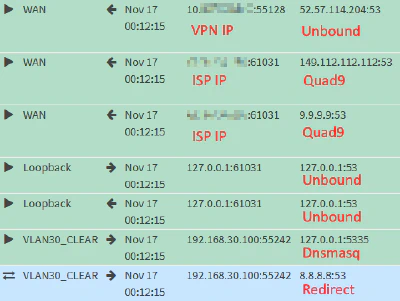 WAN Nov 17 10. :55128 52.57.114.204:53
00:12:15 VPN IP Unbound
WAN Nov 17 :61031 149.112.112.112:53
00:12:15 ISP IP Quad9
WAN Nov 17 :61031 9.9.9.9:53
00:12:15 ISP IP Quad9
Loopback Nov 17 127.0.0.1:61031 127.0.0.1:53
00:12:15 Unbound
Loopback Nov 17 127.0.0.1:61031 127.0.0.1:53
00:12:15 Unbound
VLAN30_CLEAR Nov 17 192.168.30.100:55242 127.0.0.1:5335
00:12:15 Dnsmasq
VLAN30_CLEAR Nov 17 192.168.30.100:55242 8.8.8.8:53
00:12:15 Redirect